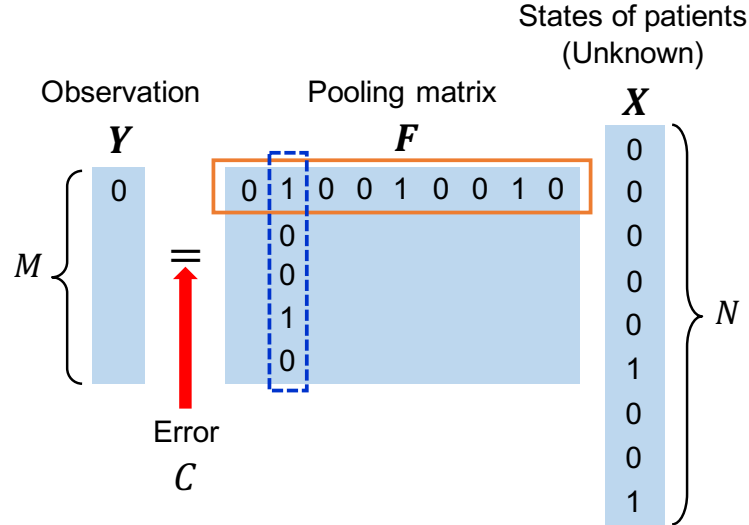 States of patients
(Unknown)
Observation Pooling matrix X
Y F
0
0 0 1 0 0 1 0 0 1 0 0
0 0
M = 0 0 N
1 0
0 1
Error 0
C 0
1